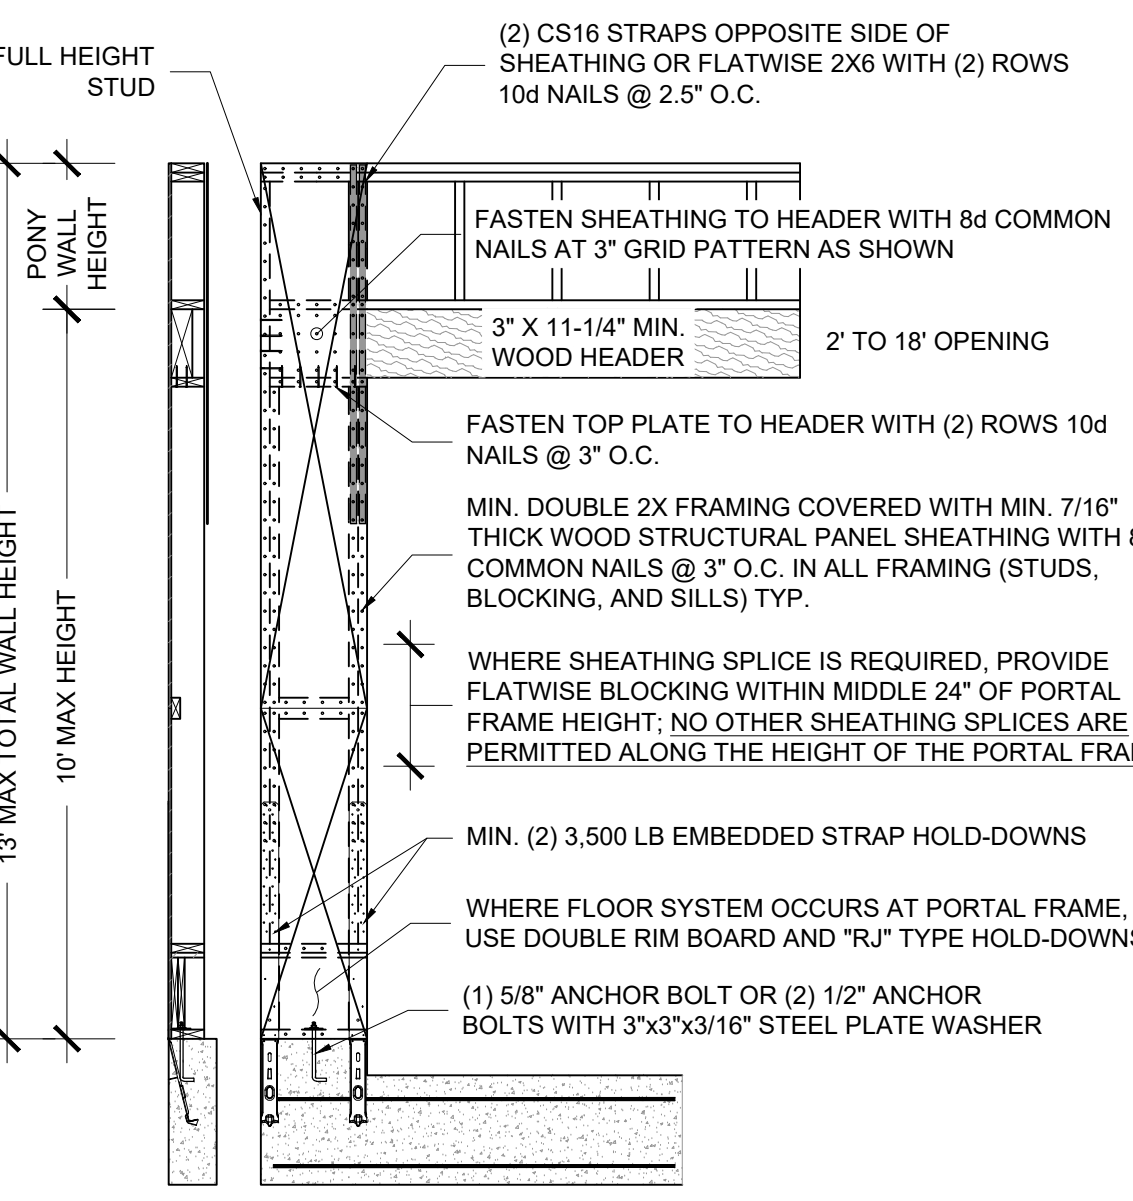 FULL HEIGHT
STUD
(2) CS16 STRAPS OPPOSITE SIDE OF
SHEATHING OR FLATWISE 2X6 WITH (2) ROWS
10d NAILS @ 2.5" O.C.
PONY
WALL
HEIGHT
FASTEN SHEATHING TO HEADER WITH 8d COMMON
NAILS AT 3" GRID PATTERN AS SHOWN
3" X 11-1/4" MIN.
WOOD HEADER
2' TO 18' OPENING
FASTEN TOP PLATE TO HEADER WITH (2) ROWS 10d
NAILS @ 3" O.C.
13' MAX TOTAL WALL HEIGHT
10' MAX HEIGHT
MIN. DOUBLE 2X FRAMING COVERED WITH MIN. 7/16"
THICK WOOD STRUCTURAL PANEL SHEATHING WITH 8
COMMON NAILS @ 3" O.C. IN ALL FRAMING (STUDS,
BLOCKING, AND SILLS) TYP.
WHERE SHEATHING SPLICE IS REQUIRED, PROVIDE
FLATWISE BLOCKING WITHIN MIDDLE 24" OF PORTAL
FRAME HEIGHT; NO OTHER SHEATHING SPLICES ARE
PERMITTED ALONG THE HEIGHT OF THE PORTAL FRA
MIN. (2) 3,500 LB EMBEDDED STRAP HOLD-DOWNS
WHERE FLOOR SYSTEM OCCURS AT PORTAL FRAME,
USE DOUBLE RIM BOARD AND "RJ" TYPE HOLD-DOWNS
(1) 5/8" ANCHOR BOLT OR (2) 1/2" ANCHOR
BOLTS WITH 3"x3"x3/16" STEEL PLATE WASHER